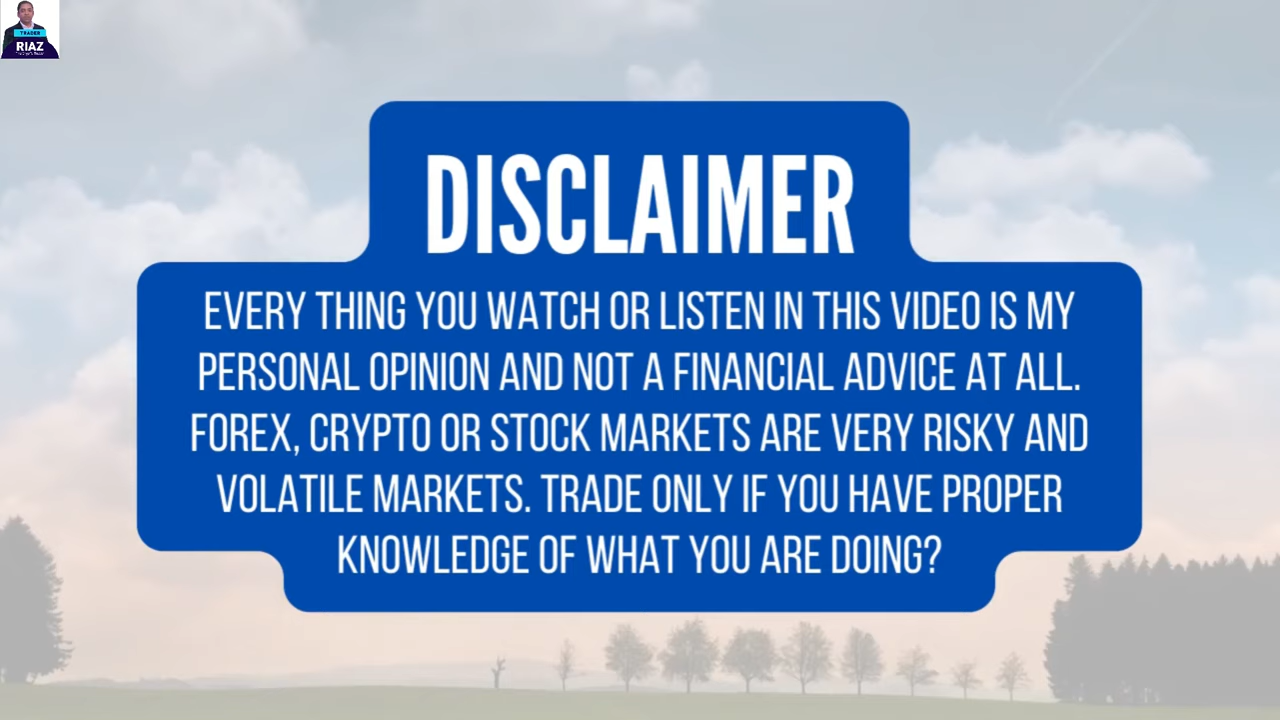 TRADER
RIAZ
DISCLAIMER
EVERY THING YOU WATCH OR LISTEN IN THIS VIDEO IS MY
PERSONAL OPINION AND NOT A FINANCIAL ADVICE AT ALL.
FOREX, CRYPTO OR STOCK MARKETS ARE VERY RISKY AND
VOLATILE MARKETS. TRADE ONLY IF YOU HAVE PROPER
KNOWLEDGE OF WHAT YOU ARE DOING?